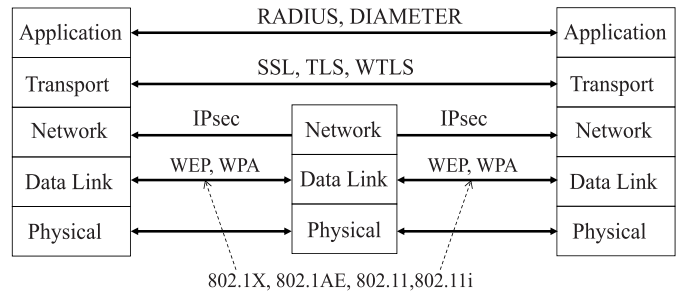 RADIUS, DIAMETER
Application
Application
SSL, TLS, WTLS
Transport
Transport
IPsec
IPsec
Network
Network
Network
WEP, WPA
WEP, WPA
Data Link
Data Link
Data Link
Physical
Physical
Physical
802.1X, 802.1AE, 802.11,802.11i